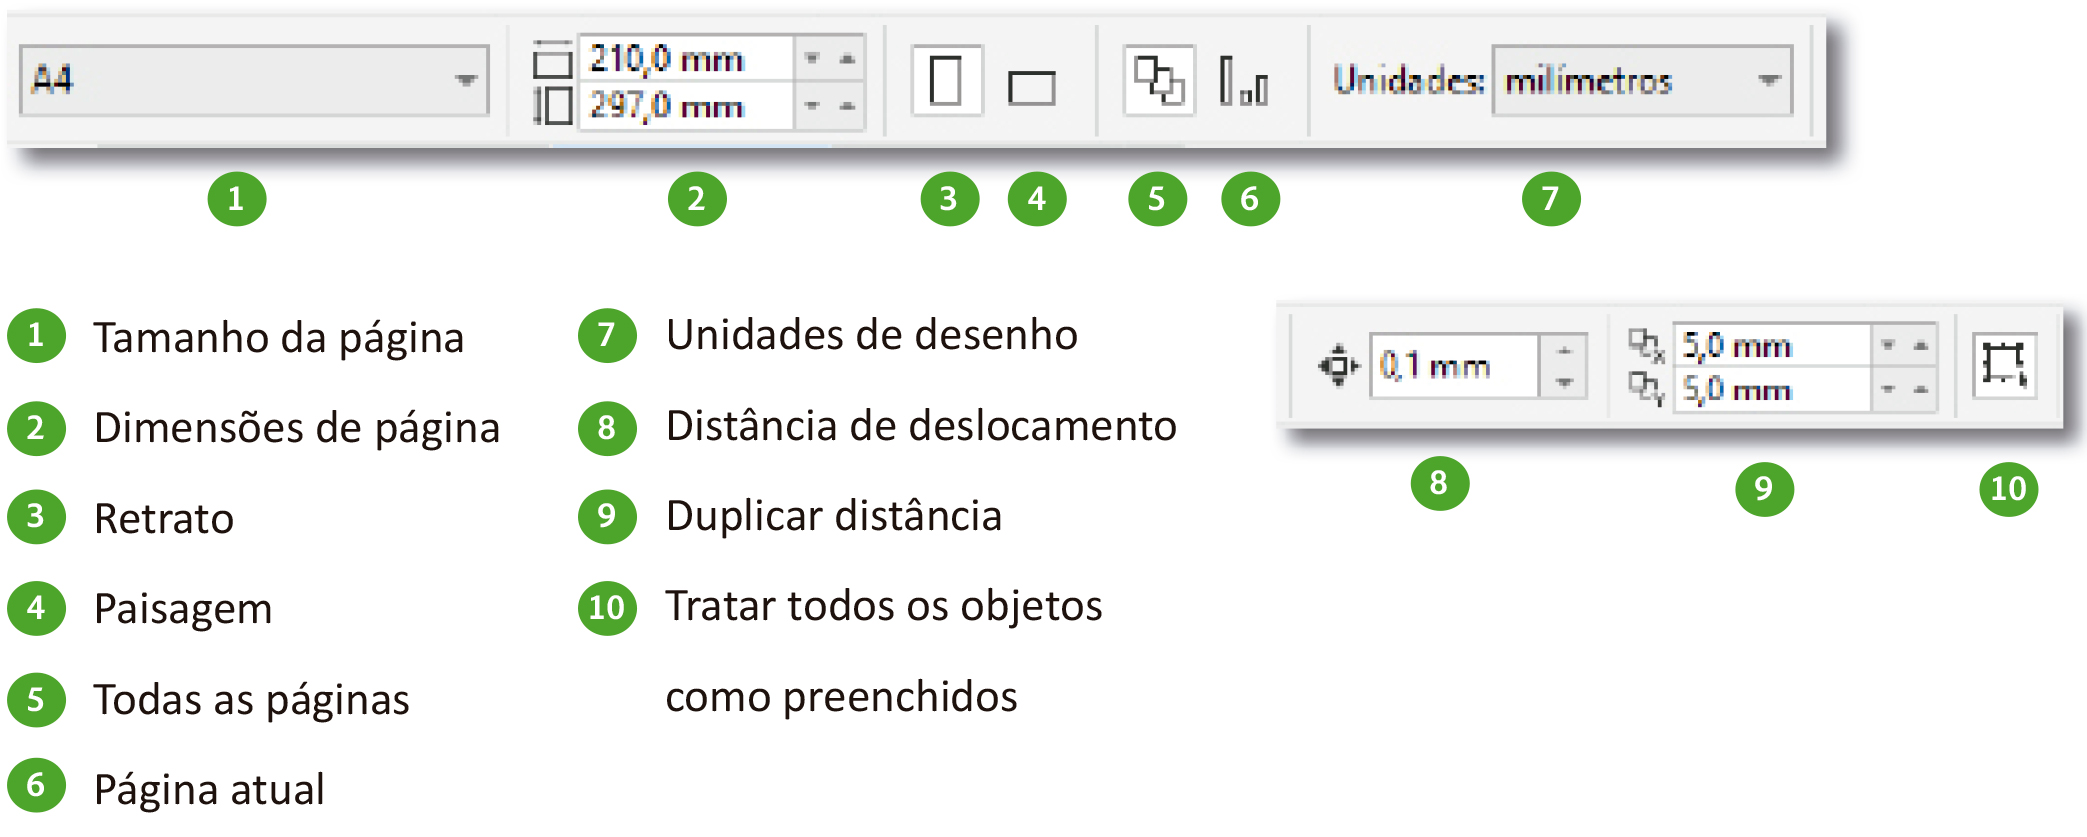 A4
210,0 mm
297,0 mm
Unidades: milímetros
1 2 3 4 5 6 7
1 Tamanho da página
2 Dimensões de página
3 Retrato
4 Paisagem
5 Todas as páginas
6 Página atual
7 Unidades de desenho
8 Distância de deslocamento
9 Duplicar distância
10 Tratar todos os objetos
como preenchidos
0,1 mm
x 5,0 mm
y 5,0 mm
8 9 10